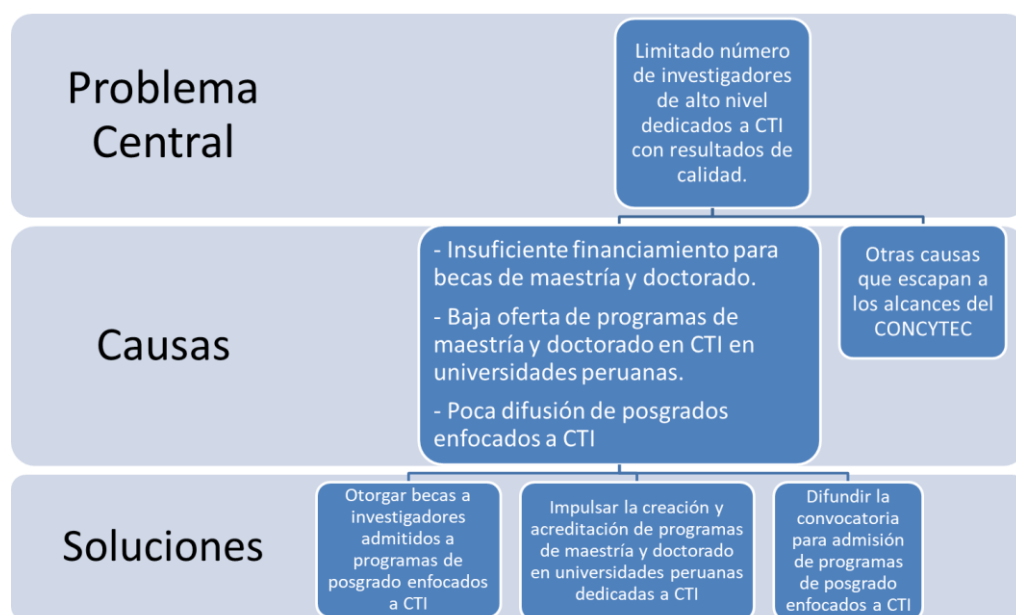 Problema
Central
Limitado número
de investigadores
de alto nivel
dedicados a CTI
con resultados de
calidad.
Causas
- Insuficiente financiamiento para
becas de maestría y doctorado.
- Baja oferta de programas de
maestría y doctorado en CTI en
universidades peruanas.
- Poca difusión de posgrados
enfocados a CTI
Otras causas
que escapan a
los alcances del
CONCYTEC
Soluciones
Otorgar becas a
investigadores
admitidos a
programas de
posgrado enfocados
a CTI
Impulsar la creación y
acreditación de programas
de maestría y doctorado
en universidades peruanas
dedicadas a CTI
Difundir la
convocatoria
para admisión
de programas
de posgrado
enfocados a CTI